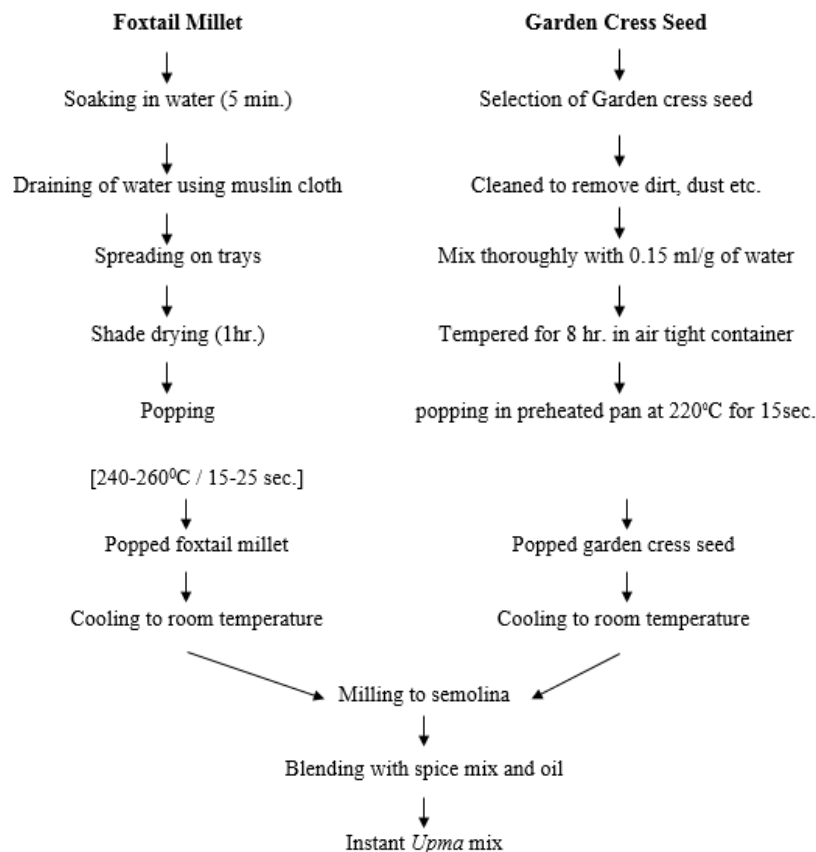 Foxtail Millet
Garden Cress Seed
Soaking in water (5 min.)
Selection of Garden cress seed
Draining of water using muslin cloth
Cleaned to remove dirt, dust etc.
Spreading on trays
Mix thoroughly with 0.15 ml/g of water
Shade drying (1hr.)
Tempered for 8 hr. in air tight container
Popping
popping in preheated pan at 220⁰C for 15sec.
[240-260⁰C / 15-25 sec.]
Popped foxtail millet
Popped garden cress seed
Cooling to room temperature
Cooling to room temperature
Milling to semolina
Blending with spice mix and oil
Instant Upma mix